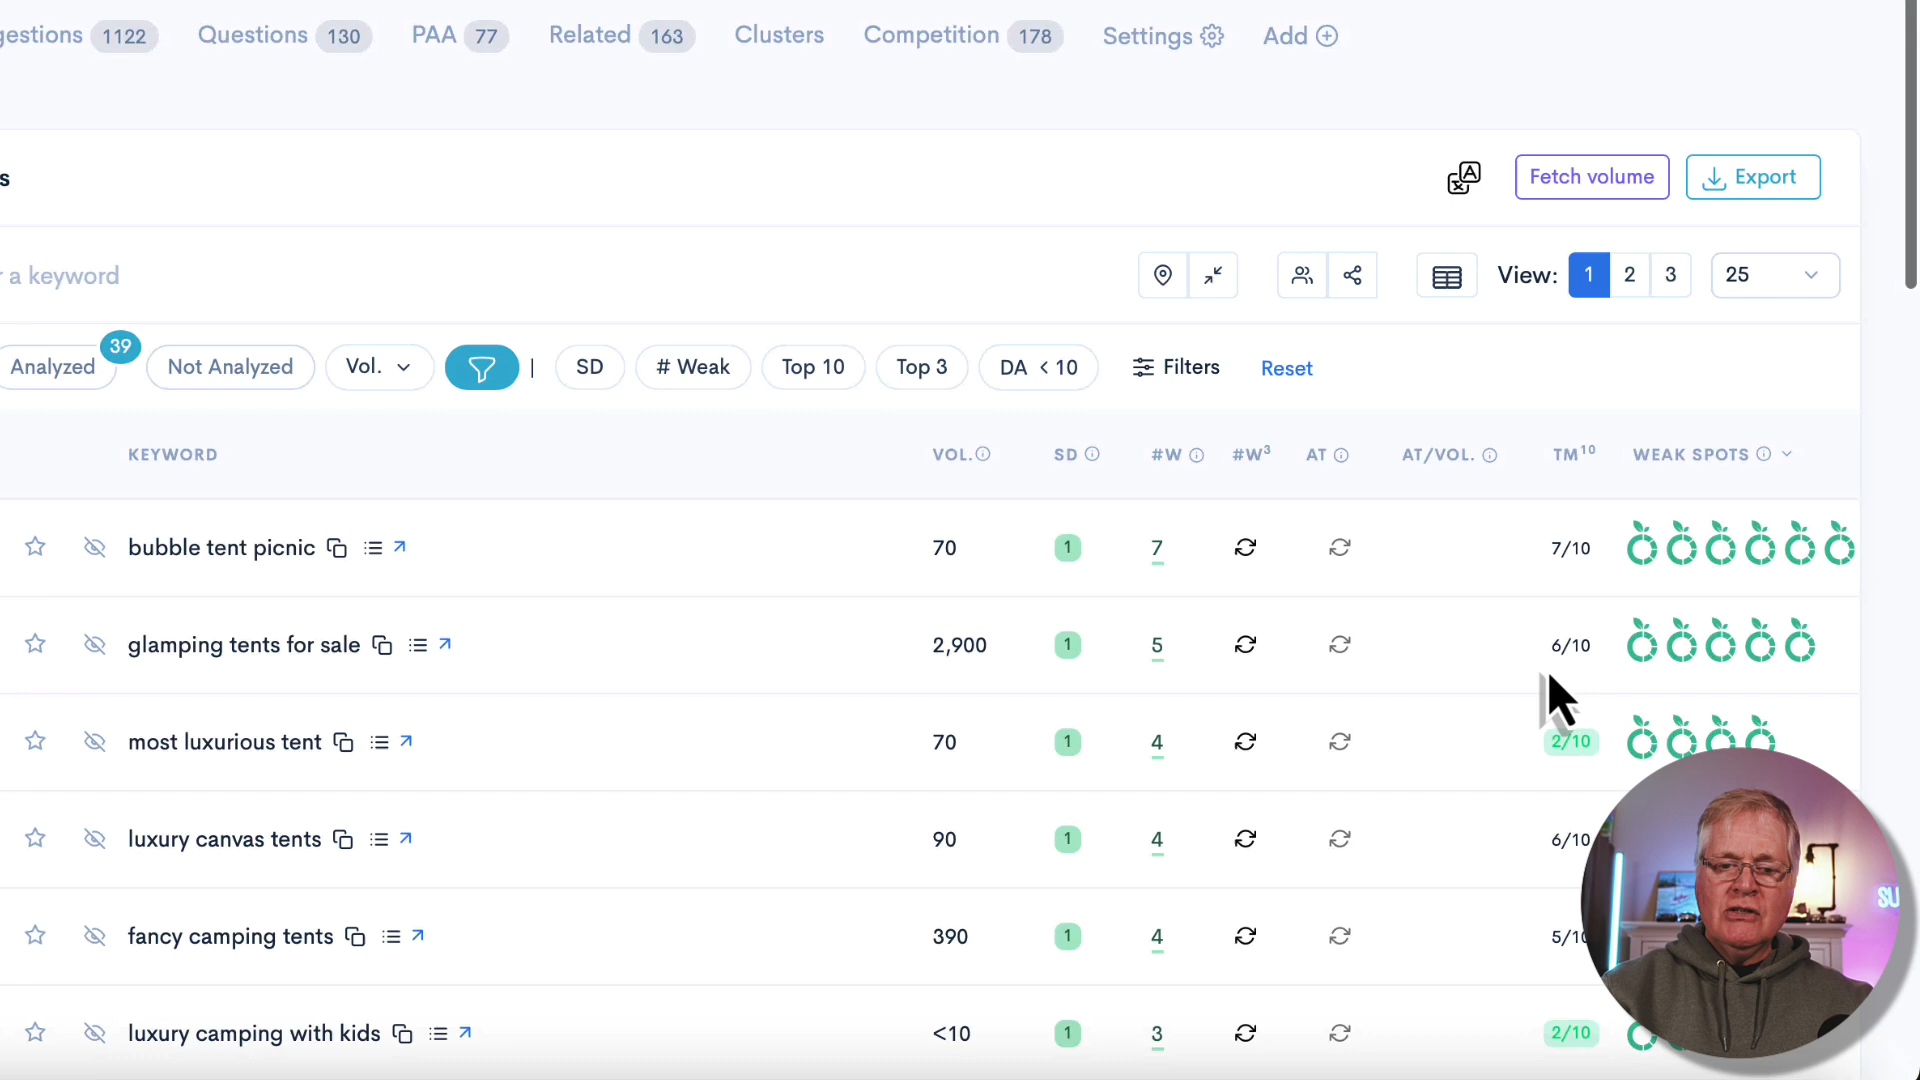 gestions 1122 Questions 130 PAA 77 Related 163 Clusters Competition 178 Settings Add
s
Fetch volume Export
r a keyword
View: 1 2 3 25
Analyzed 39 Not Analyzed Vol. | SD # Weak Top 10 Top 3 DA < 10 Filters Reset
KEYWORD VOL. SD #W #W3 AT AT/VOL. TM10 WEAK SPOTS
bubble tent picnic 70 1 7 7/10
glamping tents for sale 2,900 1 5 6/10
most luxurious tent 70 1 4 2/10
luxury canvas tents 90 1 4 6/10
fancy camping tents 390 1 4 5/10
luxury camping with kids <10 1 3 2/10
SU